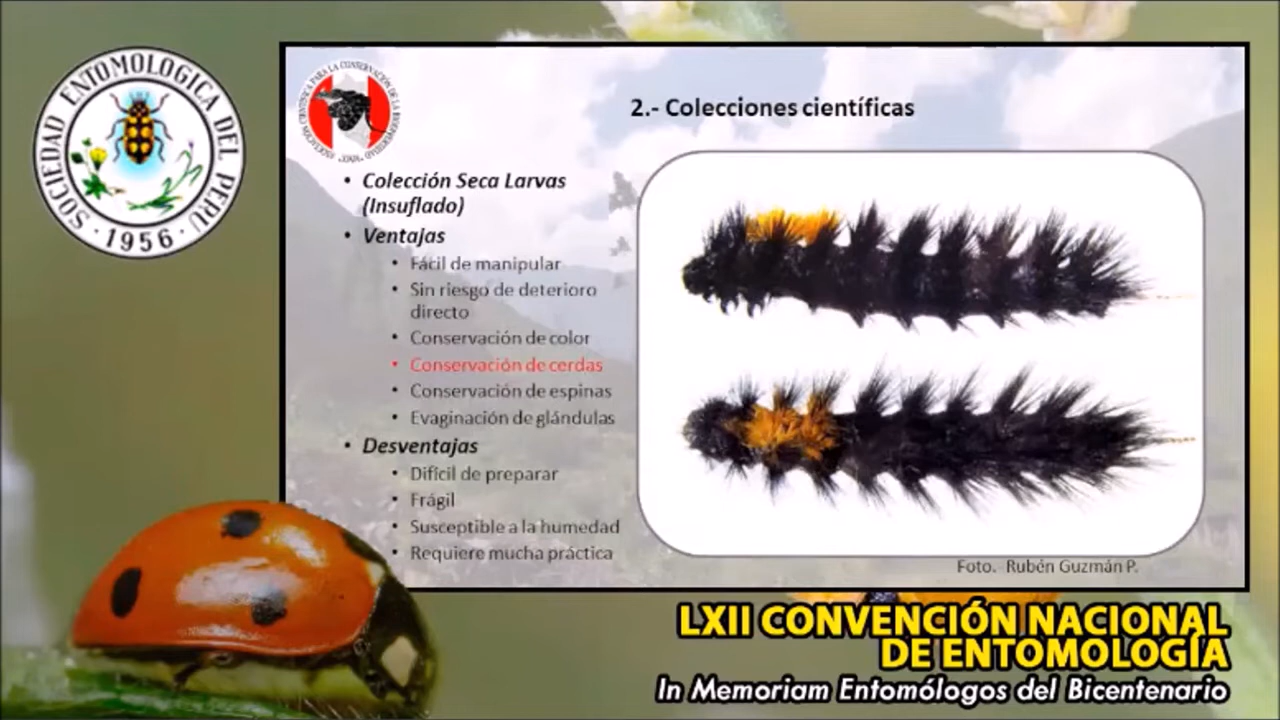 SOCIEDAD ENTOMOLOGICA DEL PERU
· 1956 ·
2.- Colecciones científicas
• Colección Seca Larvas
(Insuflado)
• Ventajas
• Fácil de manipular
• Sin riesgo de deterioro
directo
• Conservación de color
• Conservación de cerdas
• Conservación de espinas
• Evaginación de glándulas
• Desventajas
• Difícil de preparar
• Frágil
• Susceptible a la humedad
• Requiere mucha práctica
Foto. Rubén Guzmán P.
LXII CONVENCIÓN NACIONAL
DE ENTOMOLOGÍA
In Memoriam Entomólogos del Bicentenario